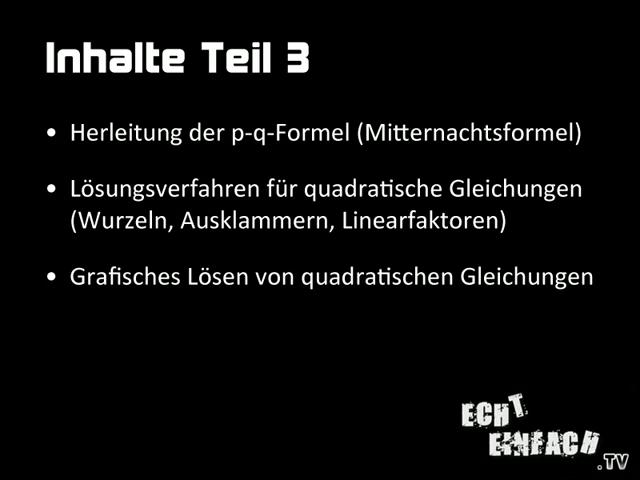 Inhalte Teil 3
• Herleitung der p-q-Formel (Mitternachtsformel)
• Lösungsverfahren für quadratische Gleichungen
(Wurzeln, Ausklammern, Linearfaktoren)
• Grafisches Lösen von quadratischen Gleichungen
ECHT
EINFACH
.TV